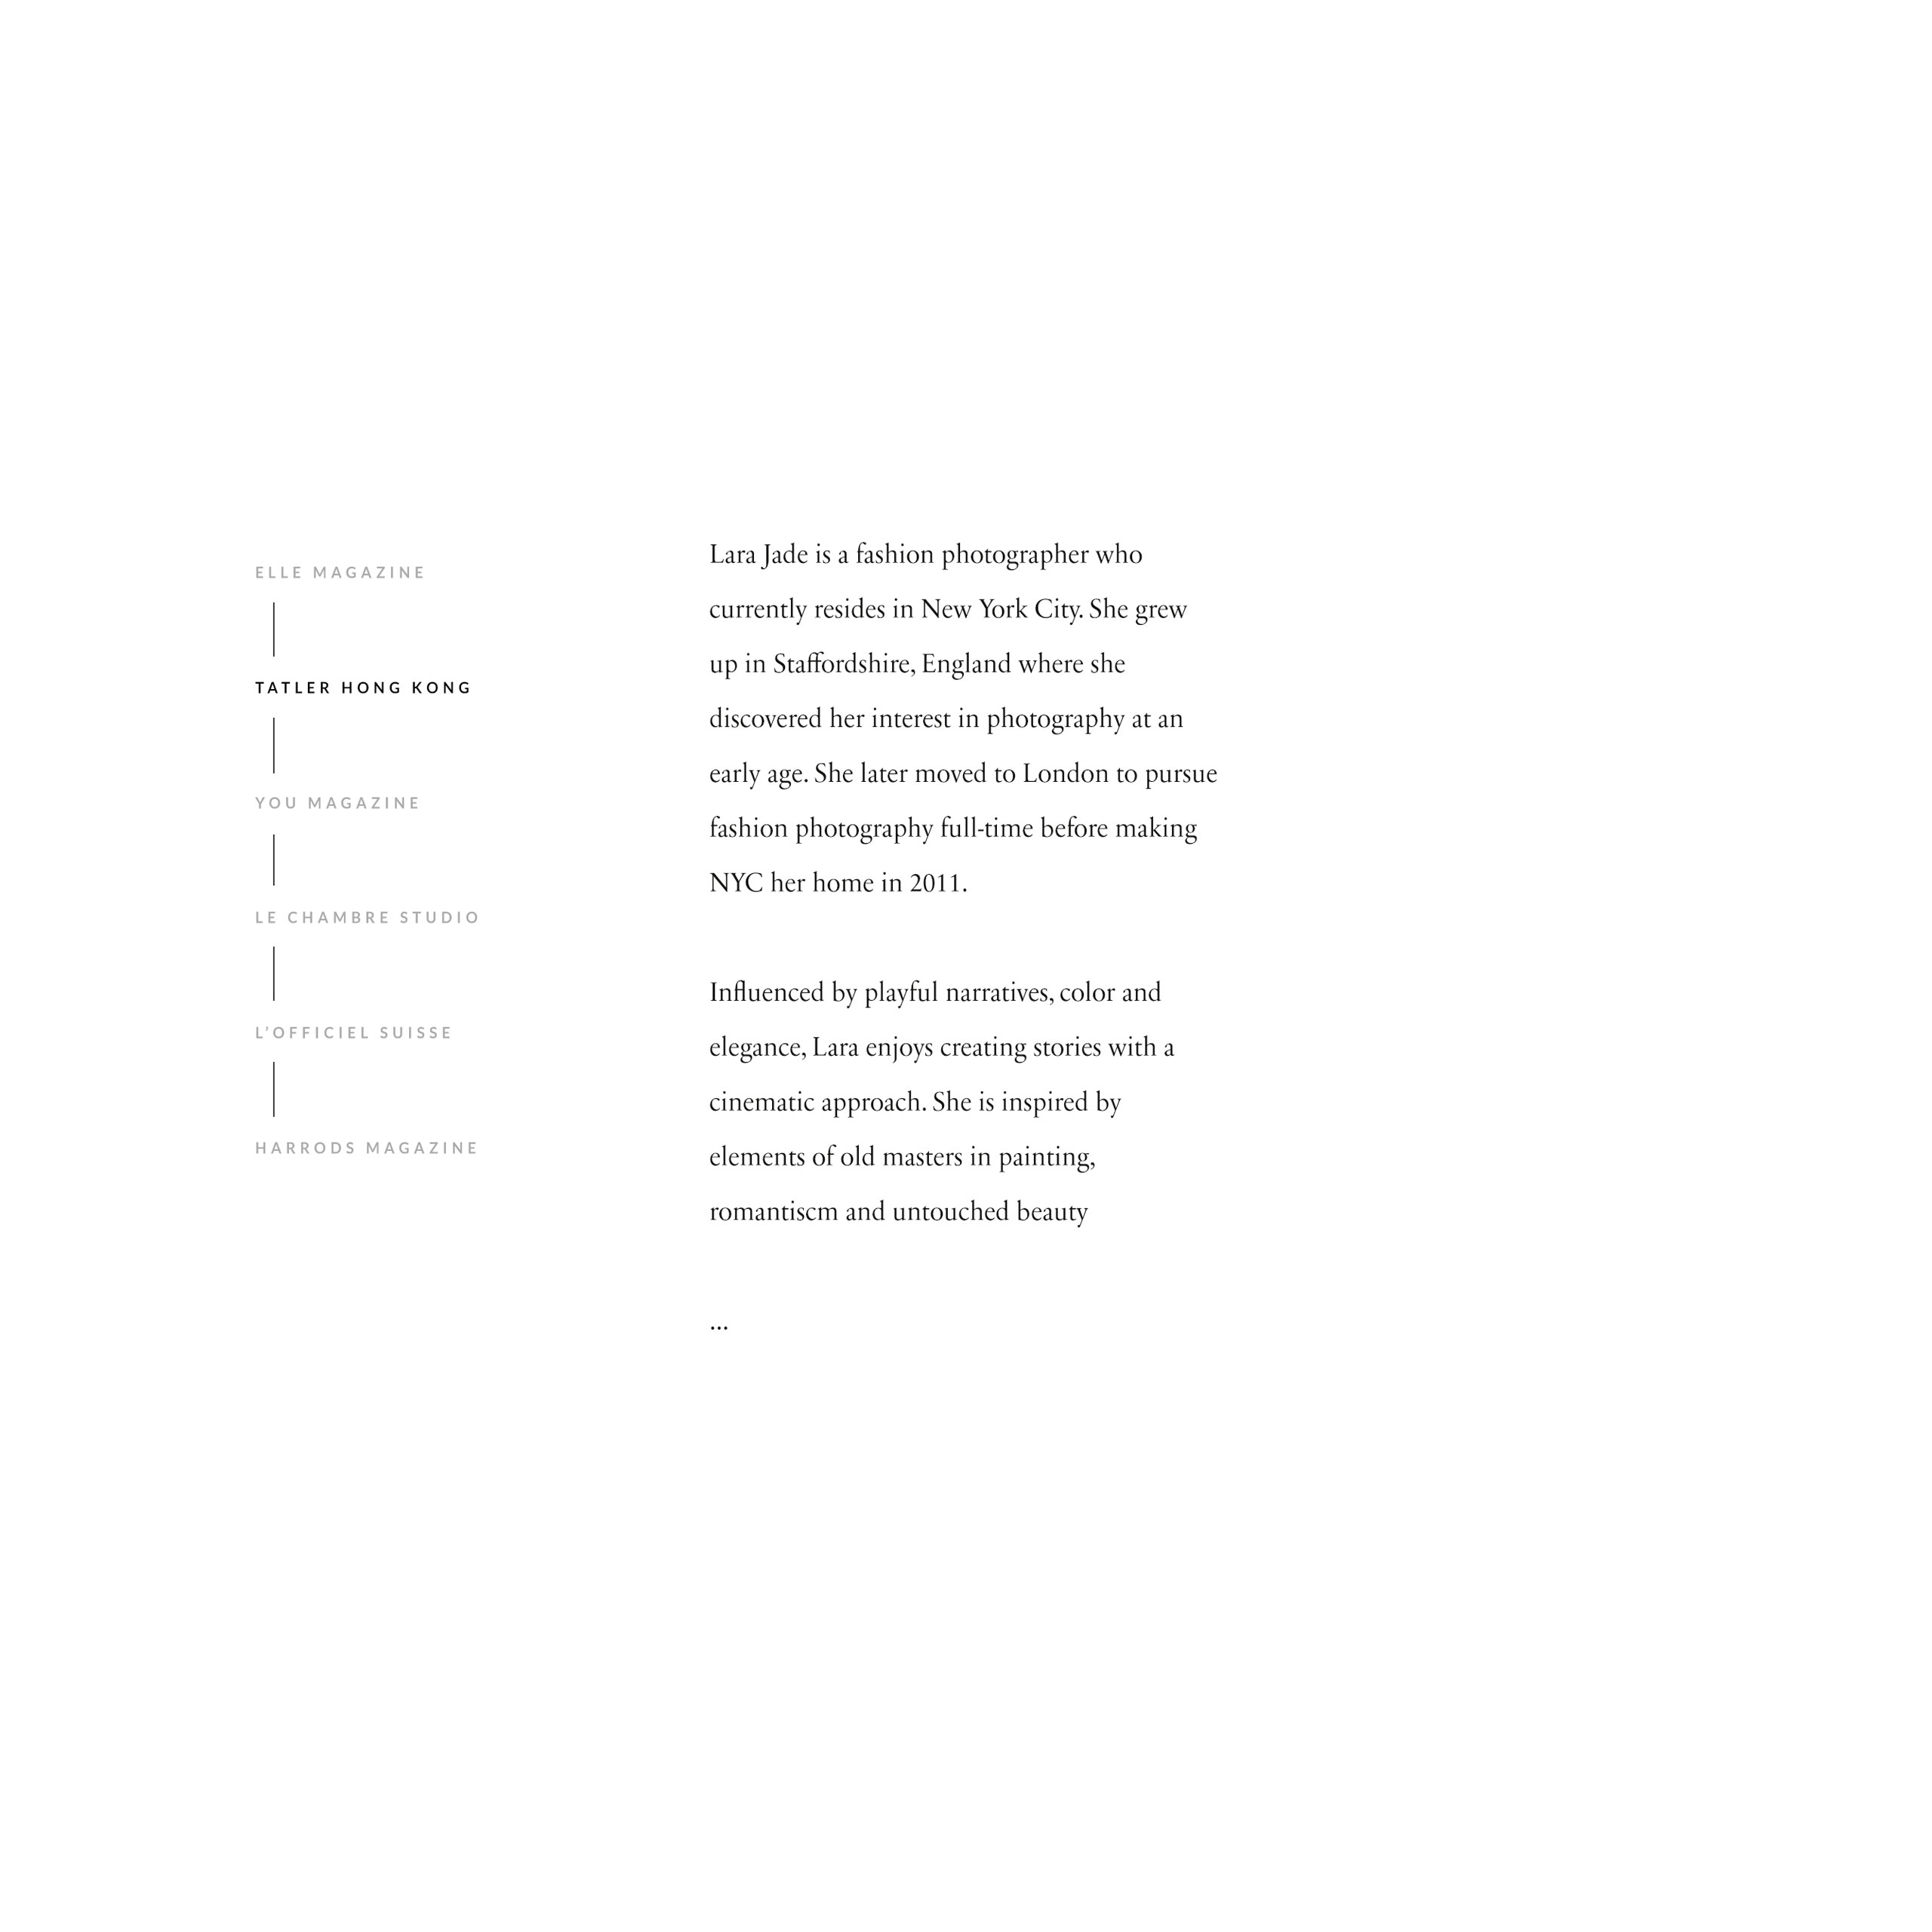 ELLE MAGAZINE
TATLER HONG KONG
YOU MAGAZINE
LE CHAMBRE STUDIO
L’OFFICIEL SUISSE
HARRODS MAGAZINE
Lara Jade is a fashion photographer who
currently resides in New York City. She grew
up in Staffordshire, England where she
discovered her interest in photography at an
early age. She later moved to London to pursue
fashion photography full-time before making
NYC her home in 2011.
Influenced by playful narratives, color and
elegance, Lara enjoys creating stories with a
cinematic approach. She is inspired by
elements of old masters in painting,
romantiscm and untouched beauty
...